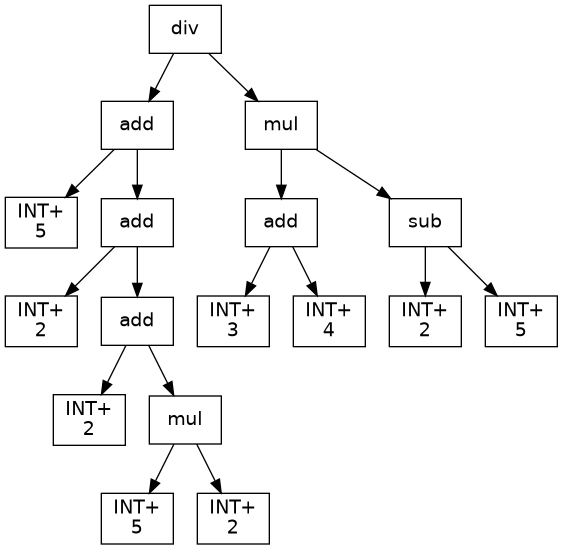 div
add
mul
INT+
5
add
add
sub
INT+
2
add
INT+
3
INT+
4
INT+
2
INT+
5
INT+
2
mul
INT+
5
INT+
2